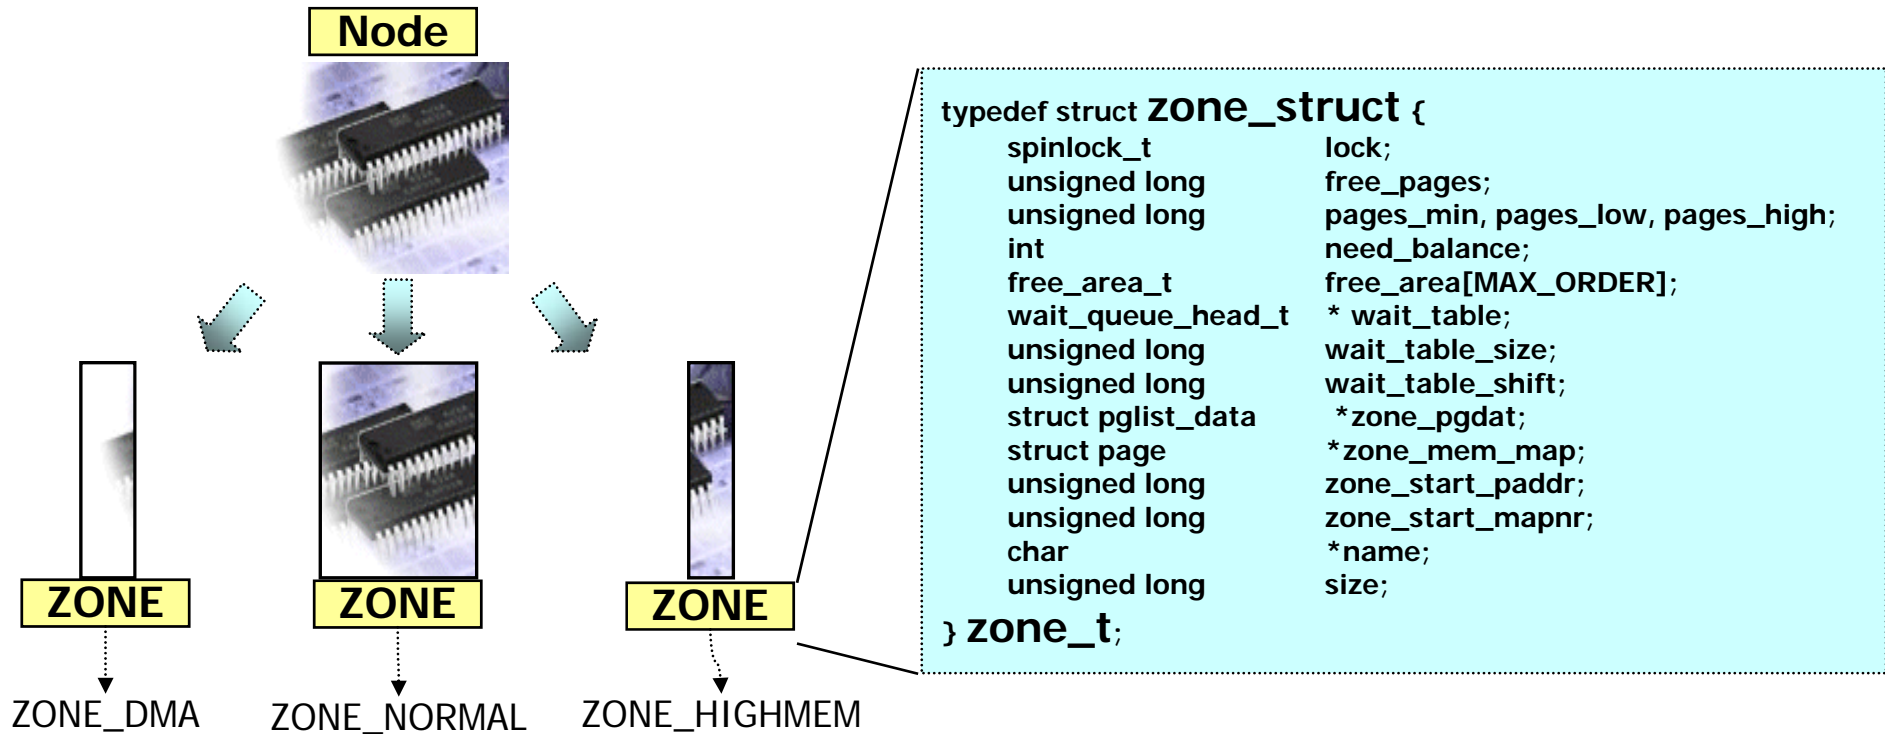 Node
ZONE
ZONE
ZONE
ZONE_DMA
ZONE_NORMAL
ZONE_HIGHMEM
typedef struct zone_struct {
spinlock_t lock;
unsigned long free_pages;
unsigned long pages_min, pages_low, pages_high;
int need_balance;
free_area_t free_area[MAX_ORDER];
wait_queue_head_t * wait_table;
unsigned long wait_table_size;
unsigned long wait_table_shift;
struct pglist_data *zone_pgdat;
struct page *zone_mem_map;
unsigned long zone_start_paddr;
unsigned long zone_start_mapnr;
char *name;
unsigned long size;
} zone_t;